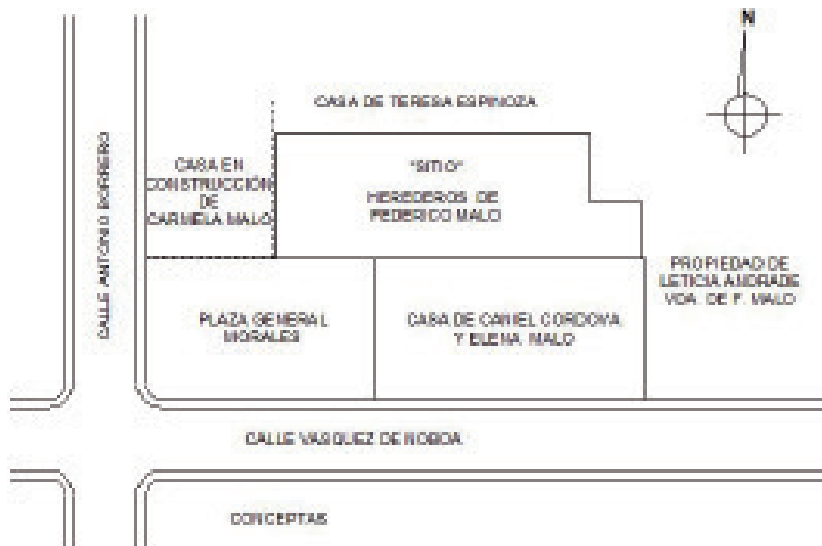 N
CASA DE TERESA ESPINOZA
CALLE ANTONIO BORRERO
CASA EN
CONSTRUCCIÓN
DE
CARMELA MALO
"SITIO"
HEREDEROS DE
FEDERICO MALO
PROPIEDAD DE
LETICIA ANDRADE
VDA. DE F. MALO
PLAZA GENERAL
MORALES
CASA DE CANIEL CORDOVA
Y ELENA MALO
CALLE VASQUEZ DE NOBOA
CONCEPTAS